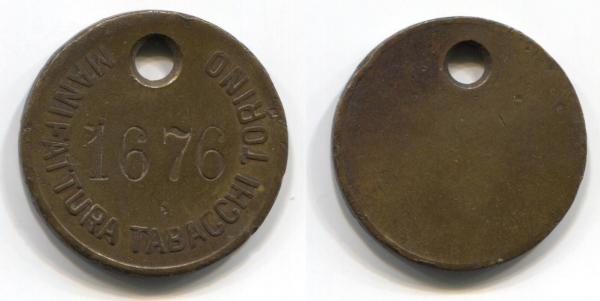 MANIFATTURA TABACCHI TORINO
1676